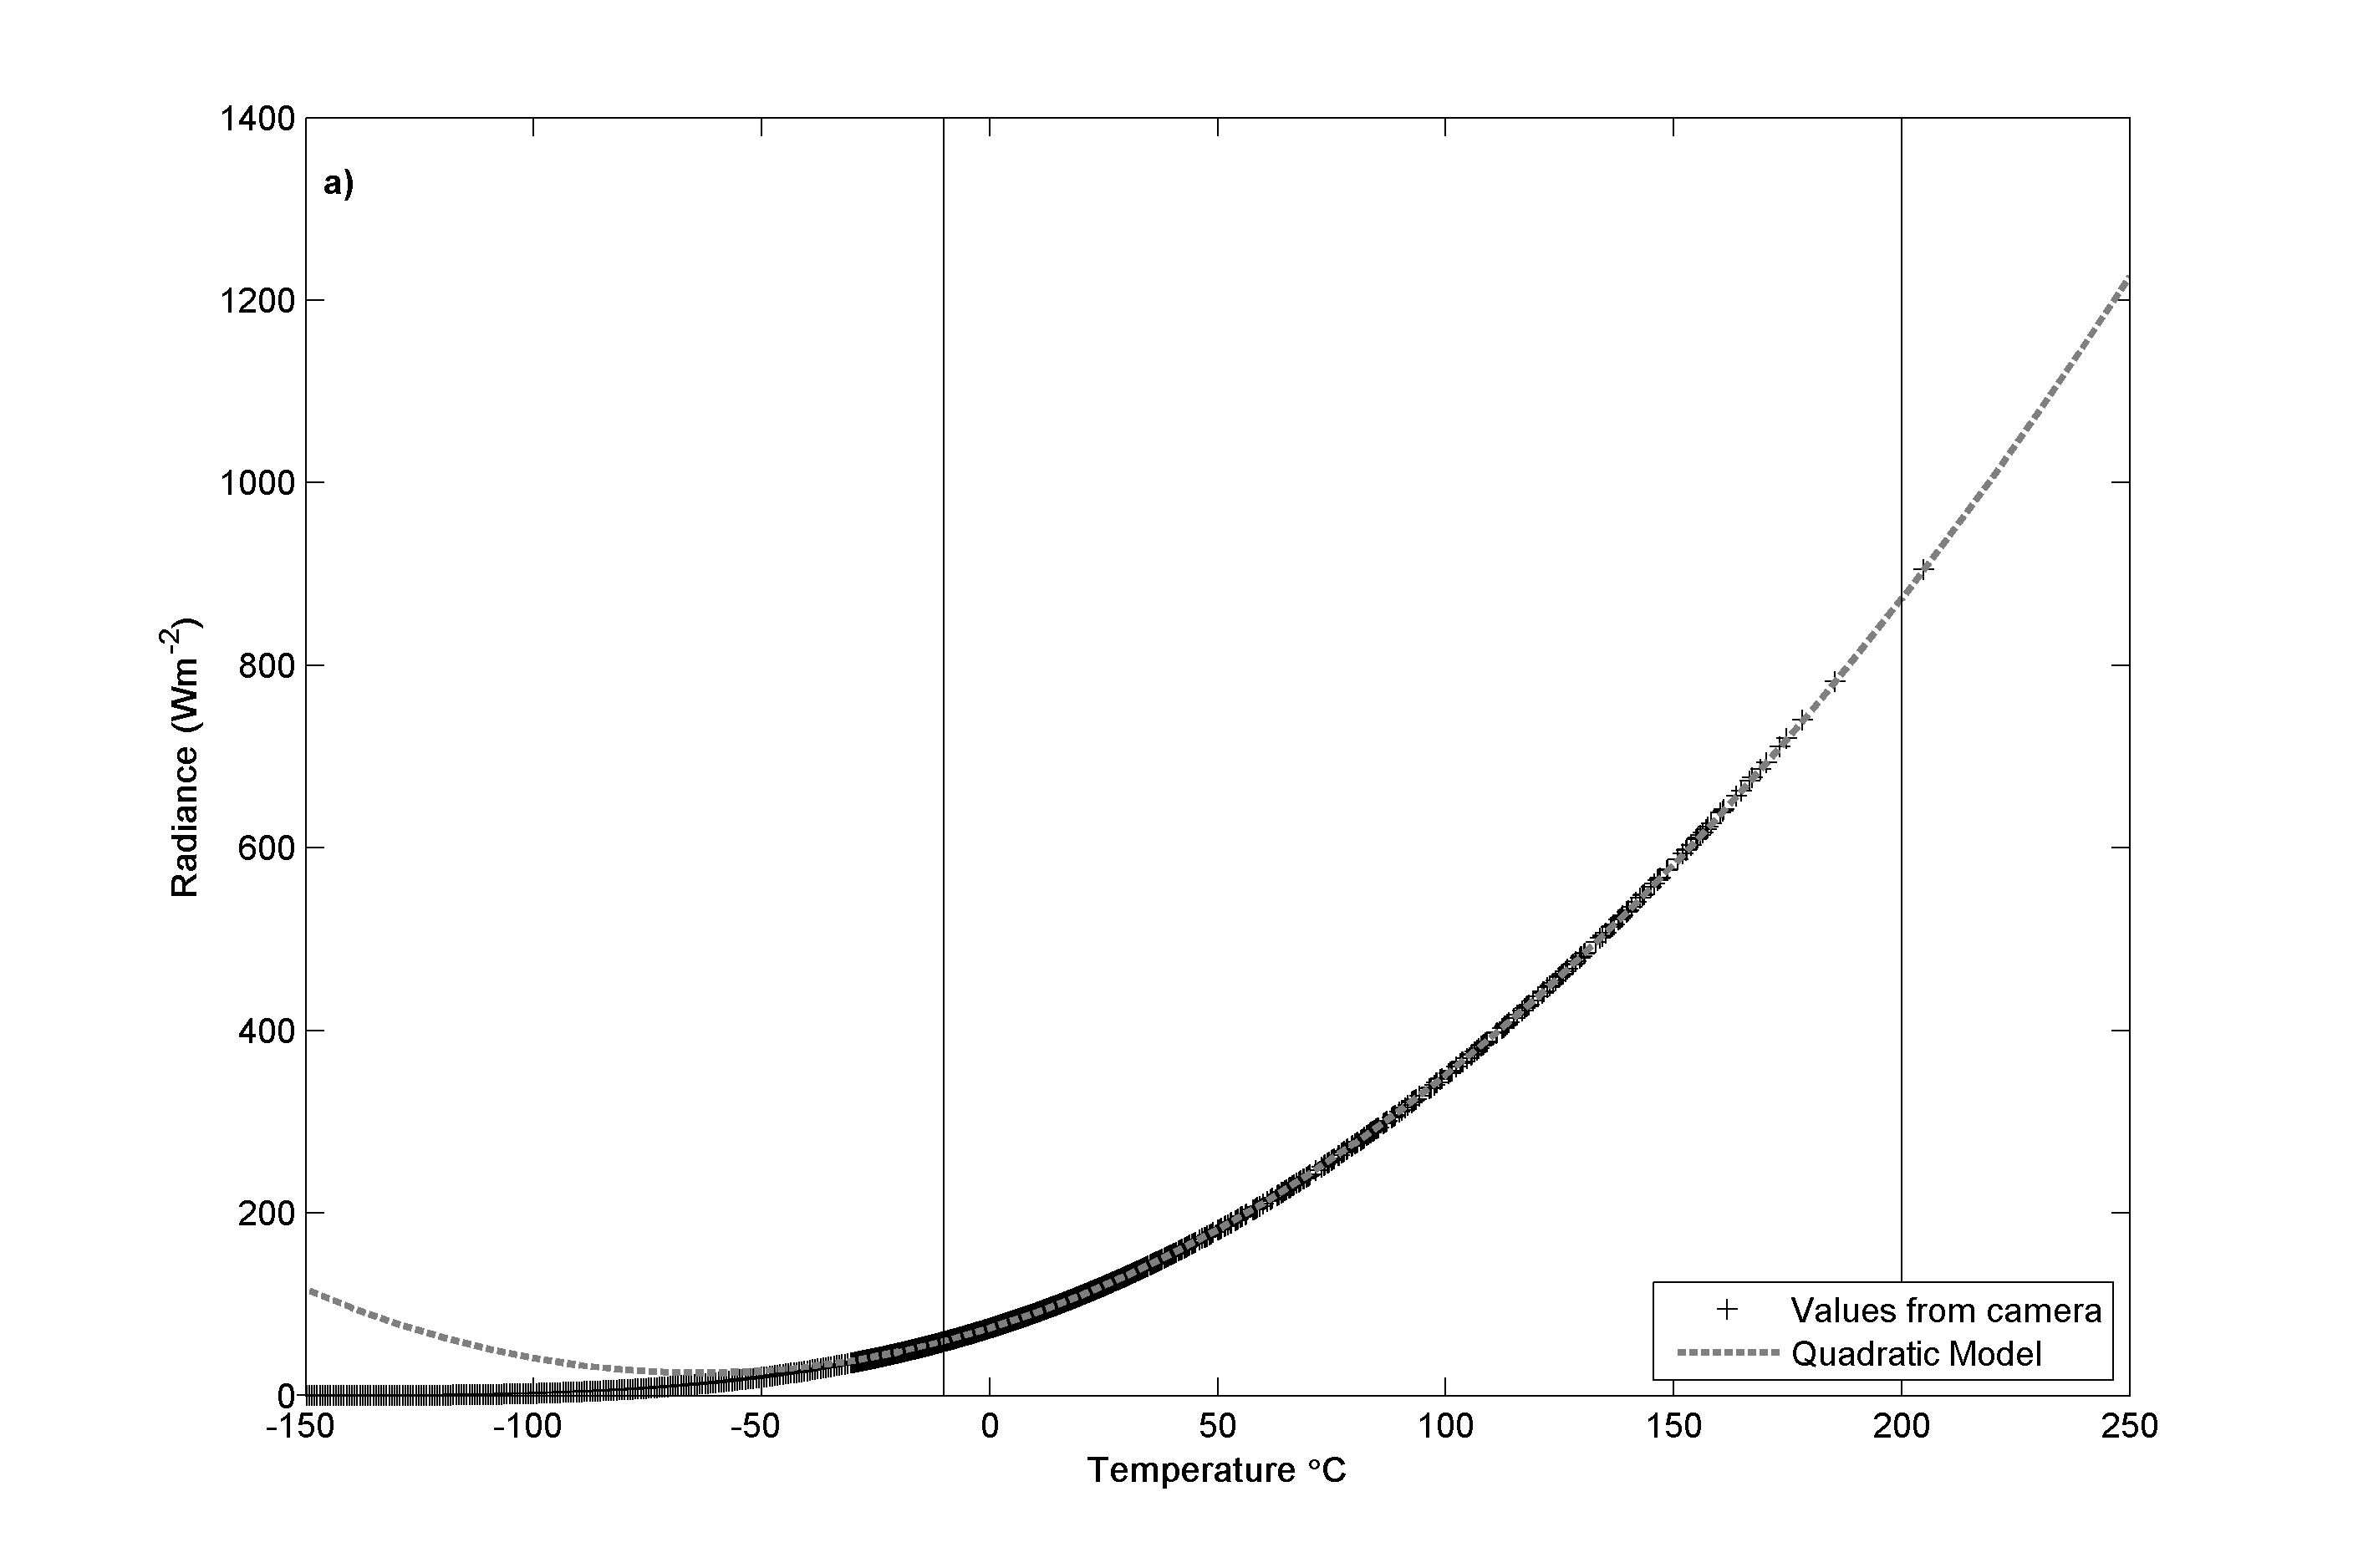 a)
1400
1200
1000
800
600
400
200
0
Radiance (Wm-2)
-150 -100 -50 0 50 100 150 200 250
Temperature °C
Values from camera
Quadratic Model